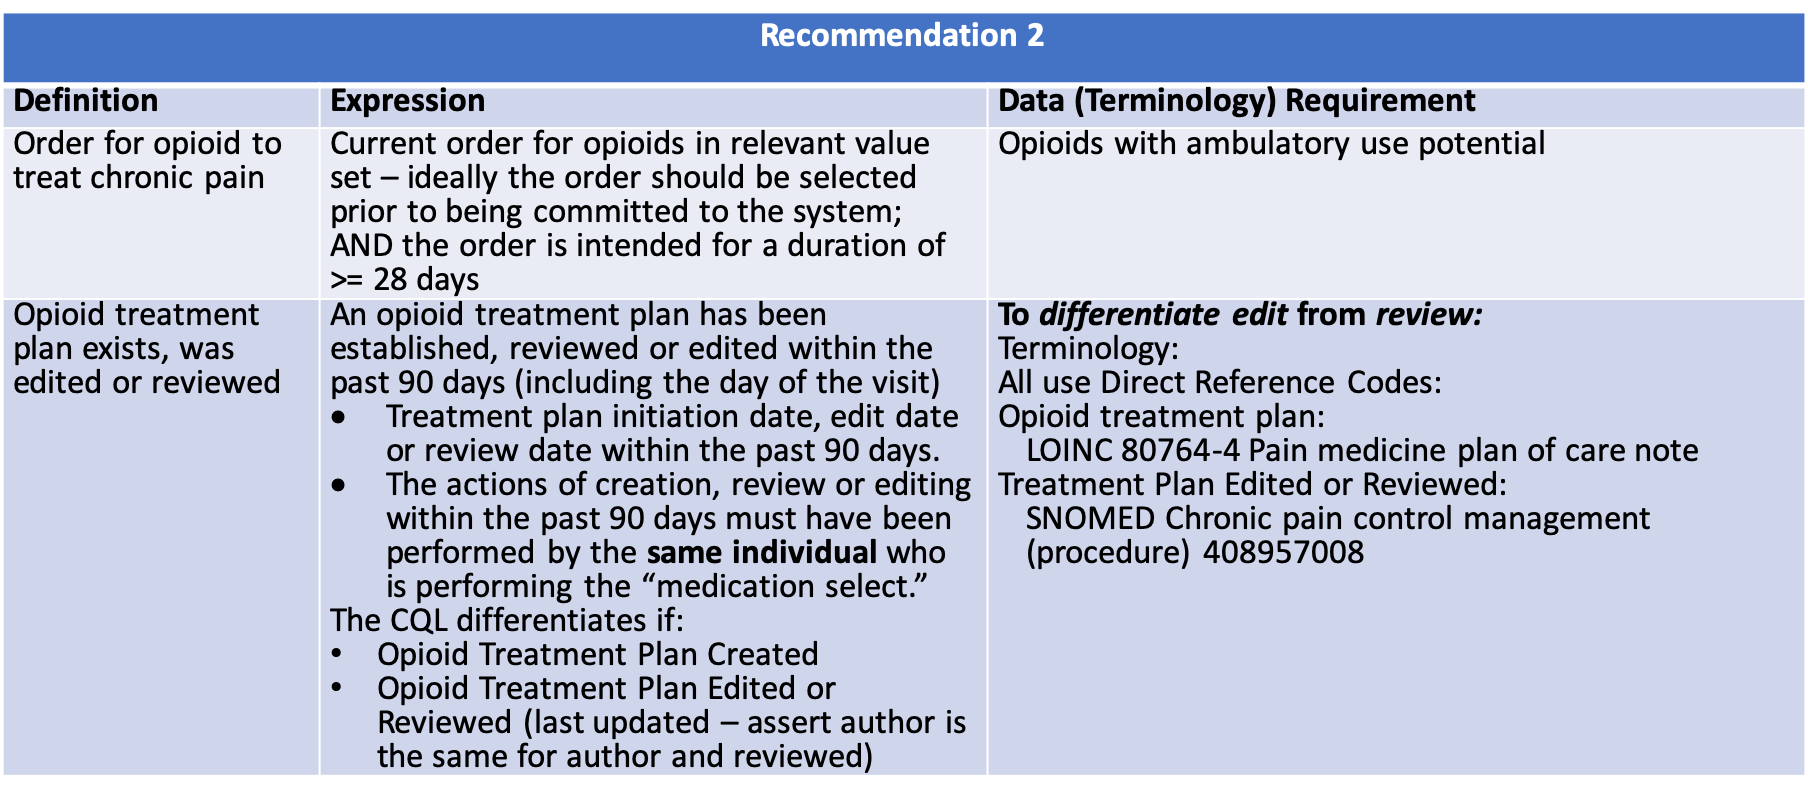 Recommendation 2
Definition
Expression
Data (Terminology) Requirement
Order for opioid to
treat chronic pain
Current order for opioids in relevant value
set – ideally the order should be selected
prior to being committed to the system;
AND the order is intended for a duration of
>= 28 days
Opioids with ambulatory use potential
Opioid treatment
plan exists, was
edited or reviewed
An opioid treatment plan has been
established, reviewed or edited within the
past 90 days (including the day of the visit)
• Treatment plan initiation date, edit date
or review date within the past 90 days.
• The actions of creation, review or editing
within the past 90 days must have been
performed by the same individual who
is performing the “medication select.”
The CQL differentiates if:
• Opioid Treatment Plan Created
• Opioid Treatment Plan Edited or
Reviewed (last updated – assert author is
the same for author and reviewed)
To differentiate edit from review:
Terminology:
All use Direct Reference Codes:
Opioid treatment plan:
LOINC 80764-4 Pain medicine plan of care note
Treatment Plan Edited or Reviewed:
SNOMED Chronic pain control management
(procedure) 408957008